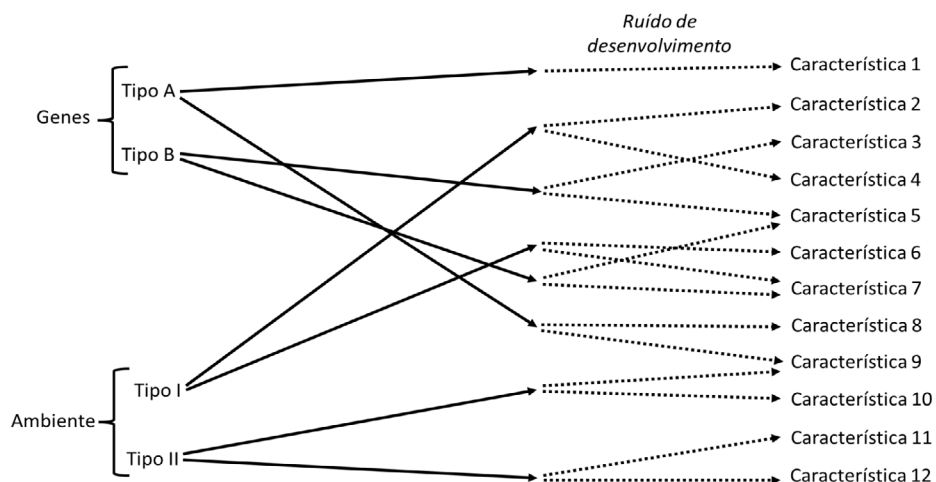 Ruído de
desenvolvimento
Genes
Tipo A
Tipo B
Ambiente
Tipo I
Tipo II
Característica 1
Característica 2
Característica 3
Característica 4
Característica 5
Característica 6
Característica 7
Característica 8
Característica 9
Característica 10
Característica 11
Característica 12